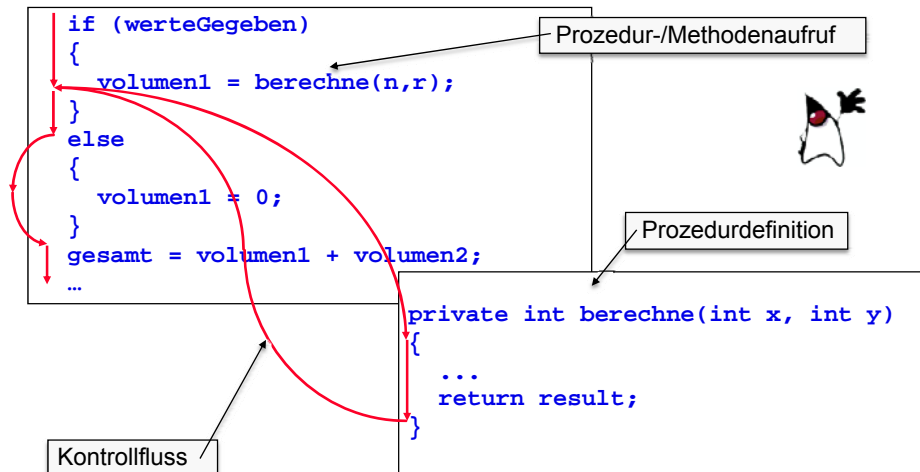 if (werteGegeben)
{
volumen1 = berechne(n,r);
}
else
{
volumen1 = 0;
}
gesamt = volumen1 + volumen2;
…
Prozedur-/Methodenaufruf
Prozedurdefinition
private int berechne(int x, int y)
{
...
return result;
}
Kontrollfluss